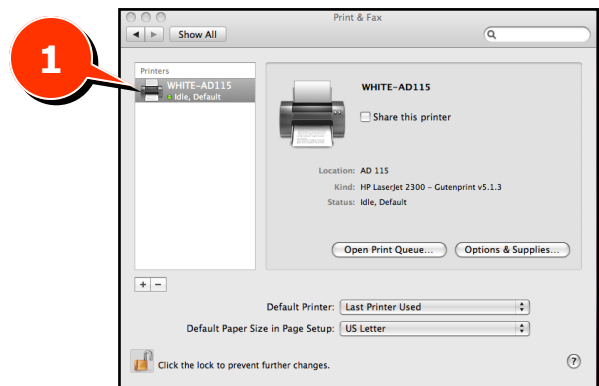 1
Print & Fax
Show All
Printers
WHITE-AD115
Idle, Default
WHITE-AD115
Share this printer
Location: AD 115
Kind: HP LaserJet 2300 - Gutenprint v5.1.3
Status: Idle, Default
Open Print Queue... Options & Supplies...
+ -
Default Printer: Last Printer Used
Default Paper Size in Page Setup: US Letter
Click the lock to prevent further changes.
?